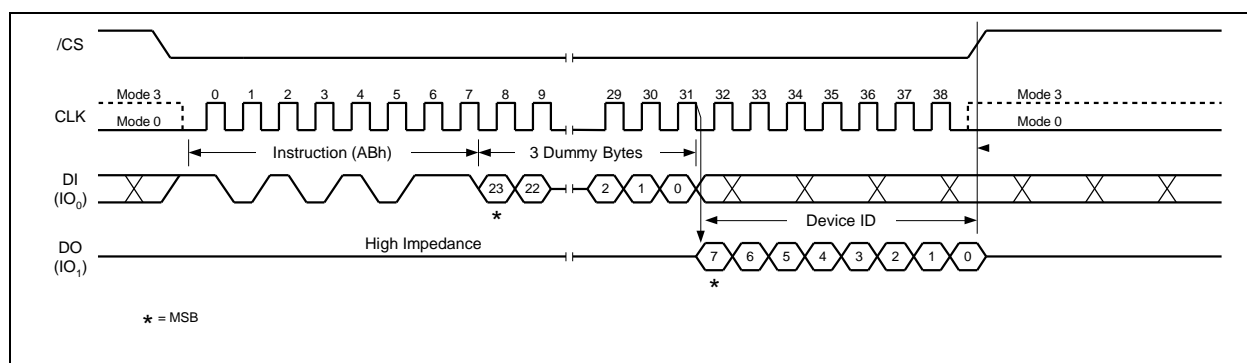 /CS
0 1 2 3 4 5 6 7 8 9 29 30 31 32 33 34 35 36 37 38
Mode 3 Mode 3
CLK
Mode 0 Mode 0
Instruction (ABh) 3 Dummy Bytes
DI
(IO0)
23 22 2 1 0
*
Device ID
High Impedance
DO
(IO1)
7 6 5 4 3 2 1 0
*
* = MSB